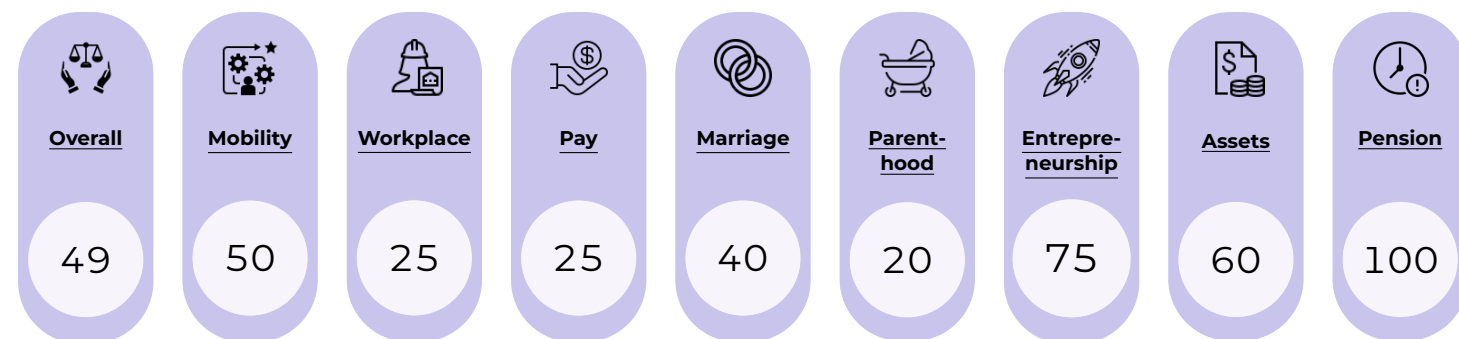 Overall
Mobility
Workplace
Pay
Marriage
Parent-
hood
Entrepre-
neurship
Assets
Pension
49
50
25
25
40
20
75
60
100